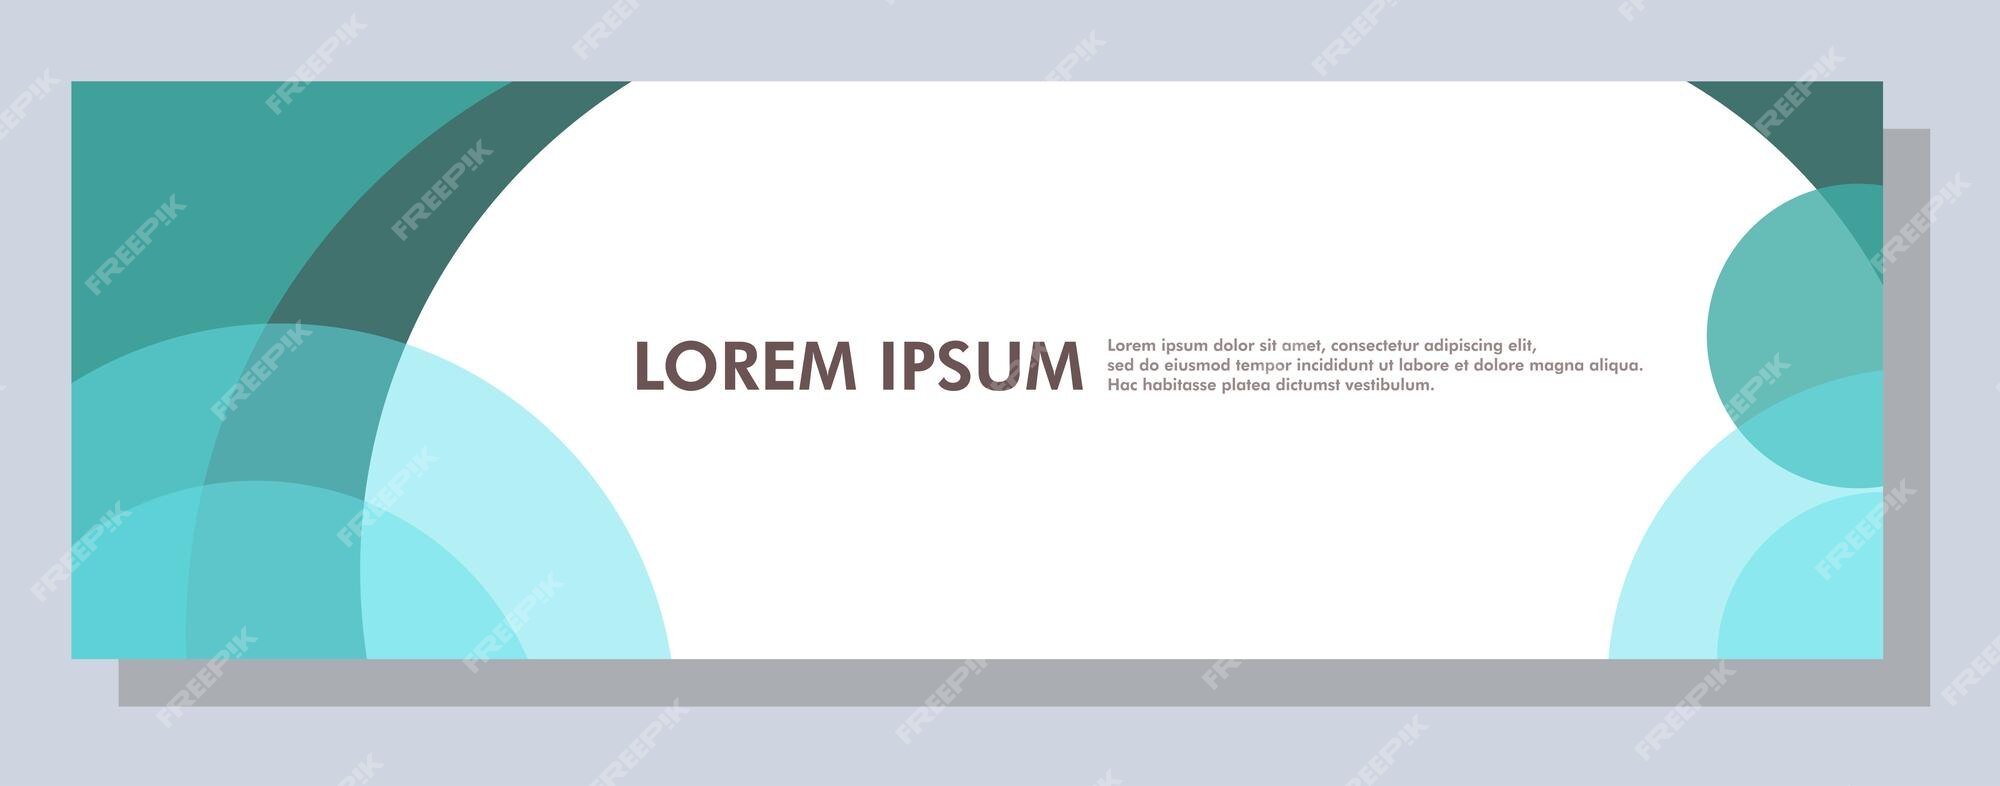 LOREM IPSUM
Lorem ipsum dolor sit amet, consectetur adipiscing elit,
sed do eiusmod tempor incididunt ut labore et dolore magna aliqua.
Hac habitasse platea dictumst vestibulum.
FREEPIK